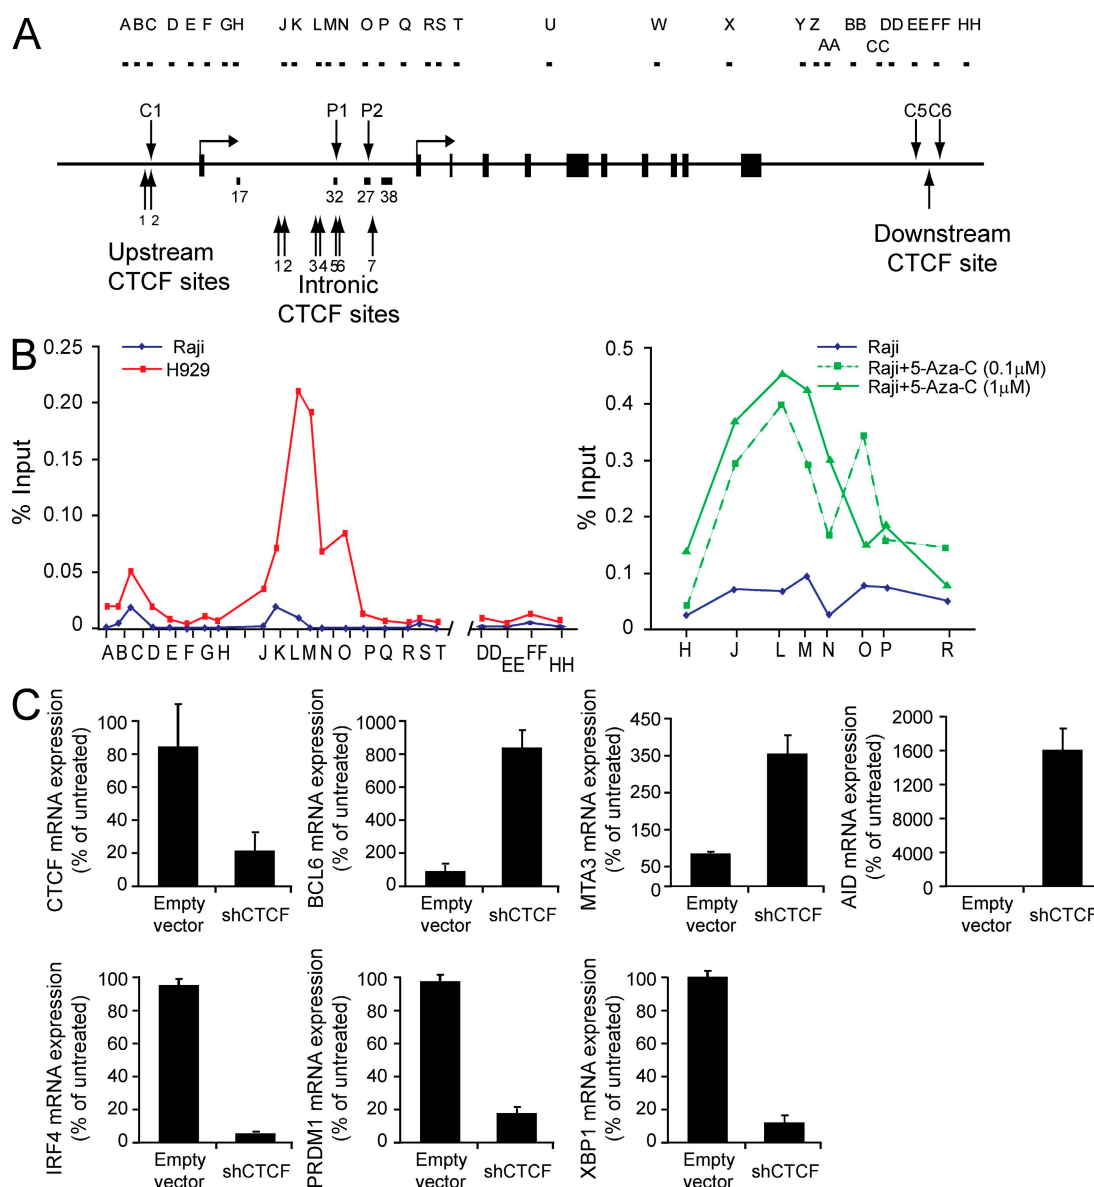 A
A B C D E F G H J K L M N O P Q R S T U W X Y Z AA BB CC DD EE FF HH
C1 P1 P2 C5 C6
17 32 27 38
1 2
1 2 3 4 5 6 7
Upstream
CTCF sites
Intronic
CTCF sites
Downstream
CTCF site
B
Raji
H929
% Input
0.25
0.20
0.15
0.10
0.05
0
A B C D E F G H J K L M N O P Q R S T DD EE FF HH
Raji
Raji+5-Aza-C (0.1μM)
Raji+5-Aza-C (1μM)
% Input
0.5
0.4
0.3
0.2
0.1
0
H J L M N O P R
C
CTCF mRNA expression
(% of untreated)
100
80
60
40
20
0
Empty
vector
shCTCF
BCL6 mRNA expression
(% of untreated)
1000
800
600
400
200
0
Empty
vector
shCTCF
MTA3 mRNA expression
(% of untreated)
450
350
250
150
50
0
Empty
vector
shCTCF
AID mRNA expression
(% of untreated)
2000
1600
1200
8000
4000
0
Empty
vector
shCTCF
IRF4 mRNA expression
(% of untreated)
100
80
60
40
20
0
Empty
vector
shCTCF
PRDM1 mRNA expression
(% of untreated)
100
80
60
40
20
0
Empty
vector
shCTCF
XBP1 mRNA expression
(% of untreated)
100
80
60
40
20
0
Empty
vector
shCTCF